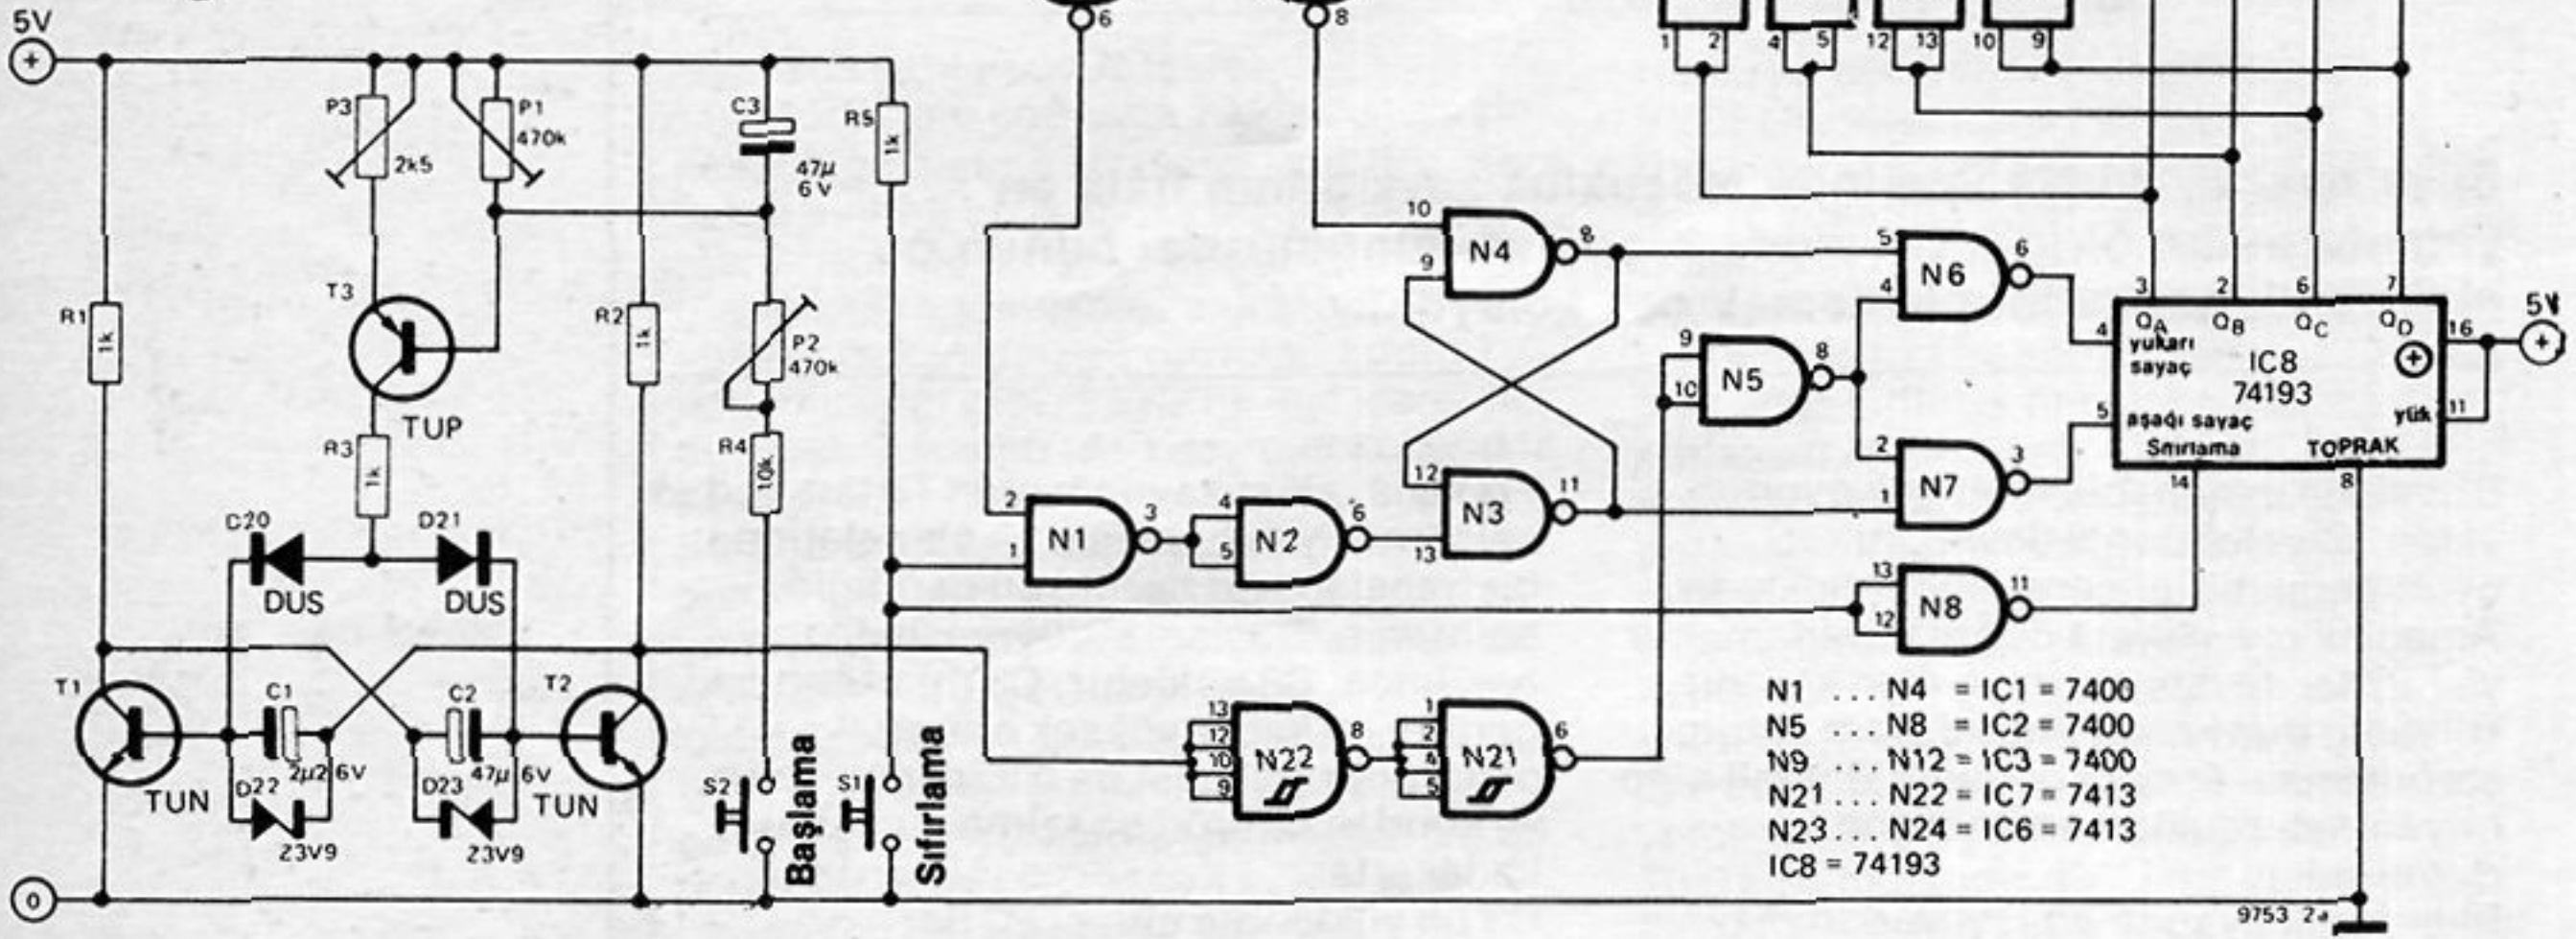 5V
+
6
8
1 2 4 5 12 13 10 9
P3
2k5
P1
470k
C3
47µ
6V
R5
1k
T3
TUP
R1
1k
R2
1k
P2
470k
R3
1k
R4
10k
C20
DUS
D21
DUS
T1
TUN
C1
2µ2 6V
C2
47µ 6V
T2
TUN
D22
23V9
D23
23V9
S2
Başlama
S1
Sıfırlama
0
2
1
N1
3
4
5
N2
6
10
9
N4
8
12
13
N3
11
9
10
N5
8
5
4
N6
6
2
1
N7
3
13
12
N8
11
13
12
10
9
N22
8
1
2
4
5
N21
6
3 2 6 7
QA QB QC QD
4
yukarı
sayaç
IC8
74193
+
16
5V
+
5
aşağı sayaç
yük
11
Sınırlama
TOPRAK
14
8
N1 ... N4 = IC1 = 7400
N5 ... N8 = IC2 = 7400
N9 ... N12 = IC3 = 7400
N21 ... N22 = IC7 = 7413
N23 ... N24 = IC6 = 7413
IC8 = 74193
9753 2a